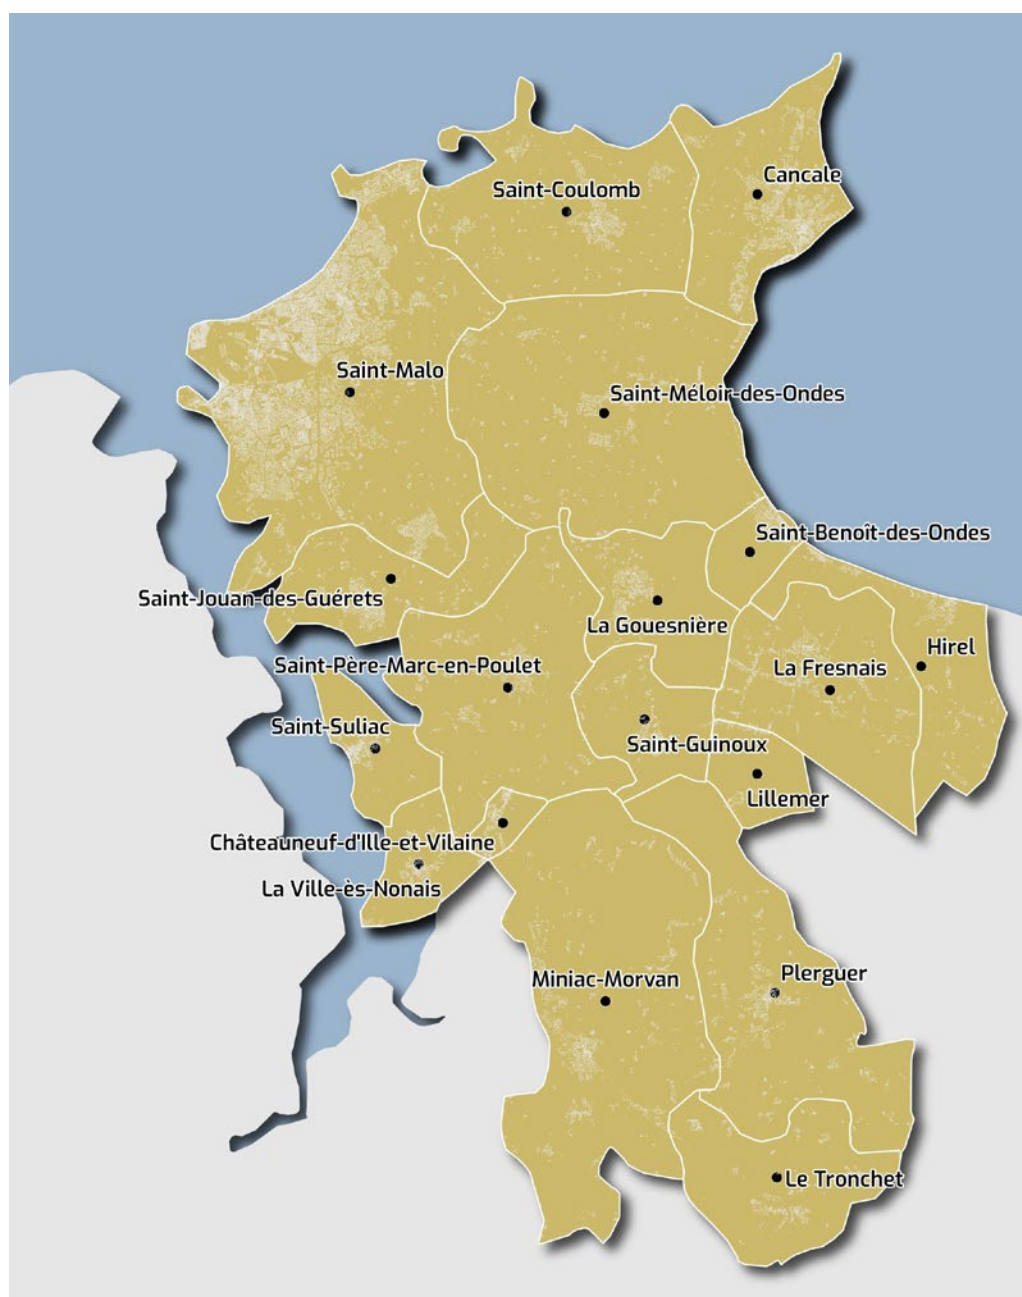 Cancale
Saint-Coulomb
Saint-Malo
Saint-Méloir-des-Ondes
Saint-Benoît-des-Ondes
Saint-Jouan-des-Guérets
La Gouesnière
Hirel
Saint-Père-Marc-en-Poulet
La Fresnais
Saint-Suliac
Saint-Guinoux
Lillemer
Châteauneuf-d'Ille-et-Vilaine
La Ville-ès-Nonais
Plerguer
Miniac-Morvan
Le Tronchet